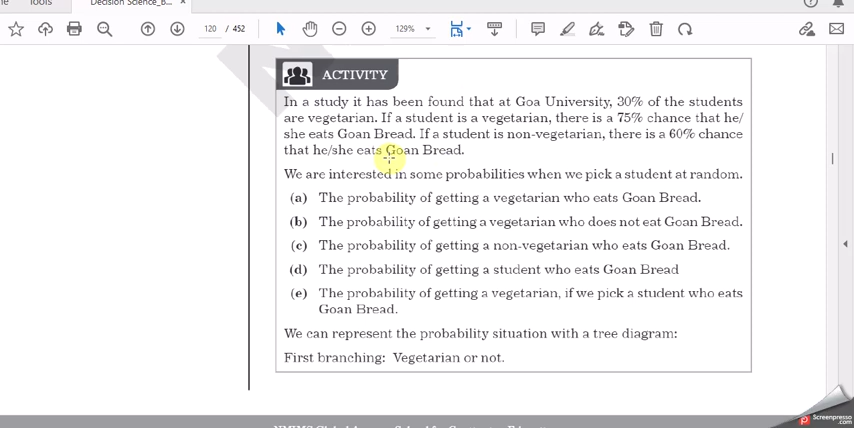 Tools
Decision Science_B...
120 / 452
129%
ACTIVITY
In a study it has been found that at Goa University, 30% of the students
are vegetarian. If a student is a vegetarian, there is a 75% chance that he/
she eats Goan Bread. If a student is non-vegetarian, there is a 60% chance
that he/she eats Goan Bread.
We are interested in some probabilities when we pick a student at random.
(a) The probability of getting a vegetarian who eats Goan Bread.
(b) The probability of getting a vegetarian who does not eat Goan Bread.
(c) The probability of getting a non-vegetarian who eats Goan Bread.
(d) The probability of getting a student who eats Goan Bread
(e) The probability of getting a vegetarian, if we pick a student who eats
Goan Bread.
We can represent the probability situation with a tree diagram:
First branching: Vegetarian or not.
Screenpresso.com